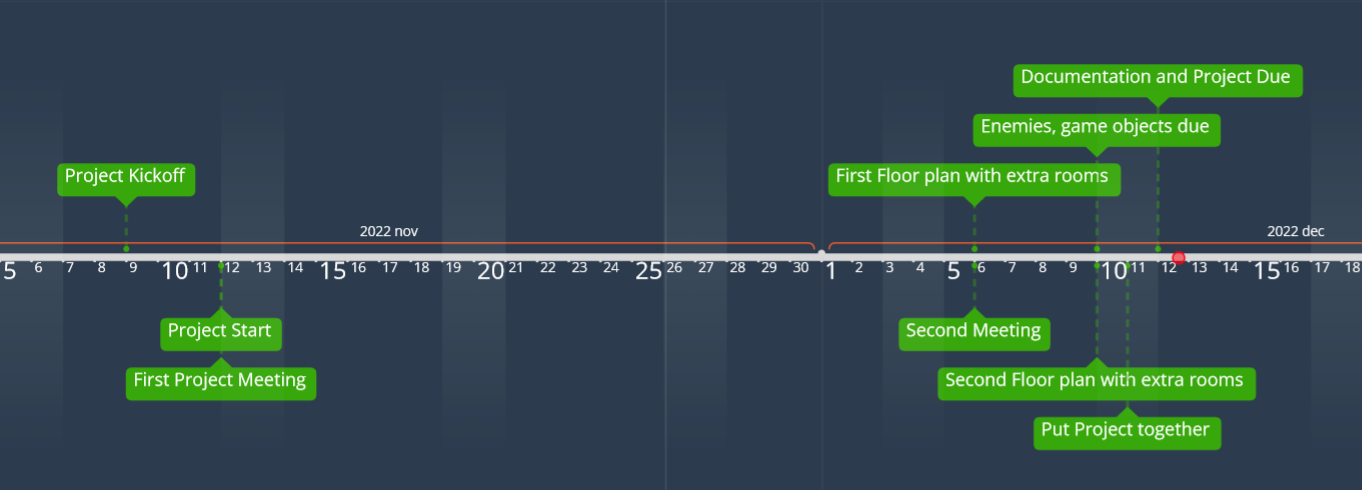 Documentation and Project Due
Enemies, game objects due
Project Kickoff
First Floor plan with extra rooms
2022 nov
2022 dec
5 6 7 8 9 10 11 12 13 14 15 16 17 18 19 20 21 22 23 24 25 26 27 28 29 30 1 2 3 4 5 6 7 8 9 10 11 12 13 14 15 16 17 18
Project Start
Second Meeting
First Project Meeting
Second Floor plan with extra rooms
Put Project together